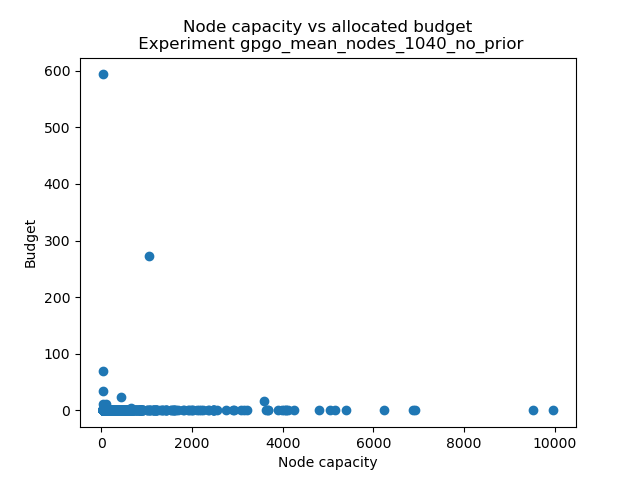 Node capacity vs allocated budget
Experiment gpgo_mean_nodes_1040_no_prior
600
500
400
300
200
100
0
Budget
0 2000 4000 6000 8000 10000
Node capacity